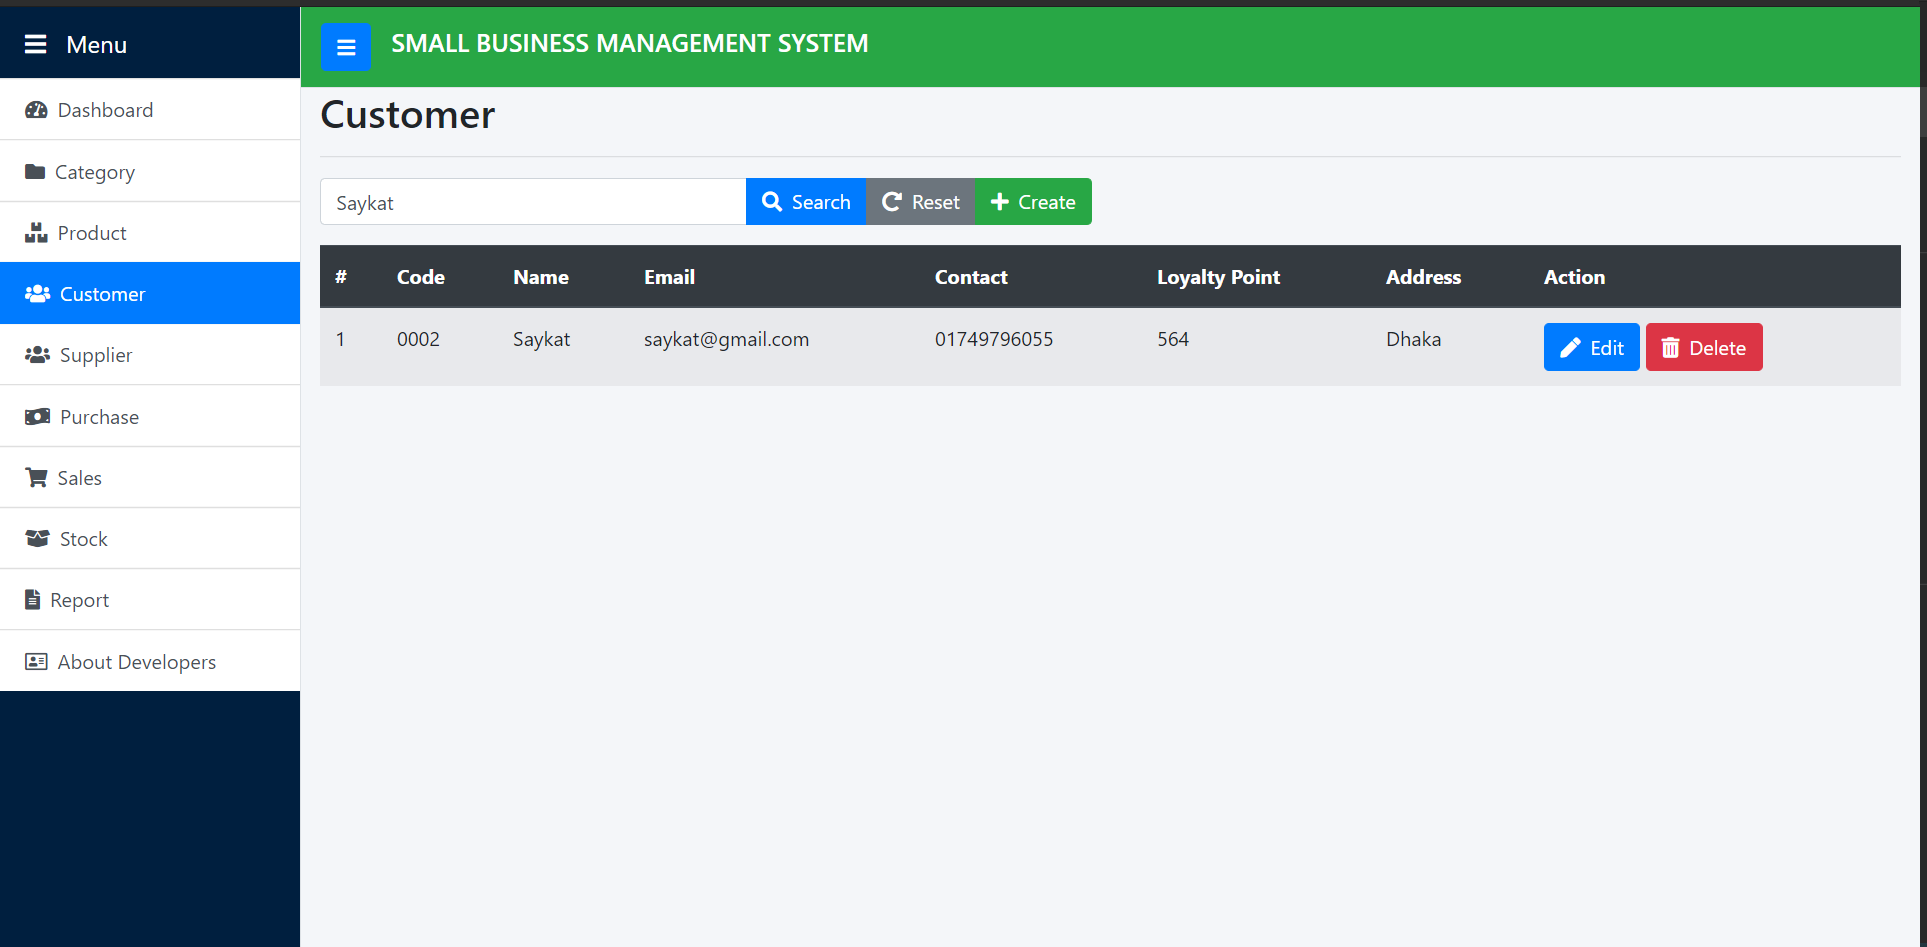 Menu
Dashboard
Category
Product
Customer
Supplier
Purchase
Sales
Stock
Report
About Developers
SMALL BUSINESS MANAGEMENT SYSTEM
Customer
Saykat Search Reset Create
# Code Name Email Contact Loyalty Point Address Action
1 0002 Saykat saykat@gmail.com 01749796055 564 Dhaka Edit Delete